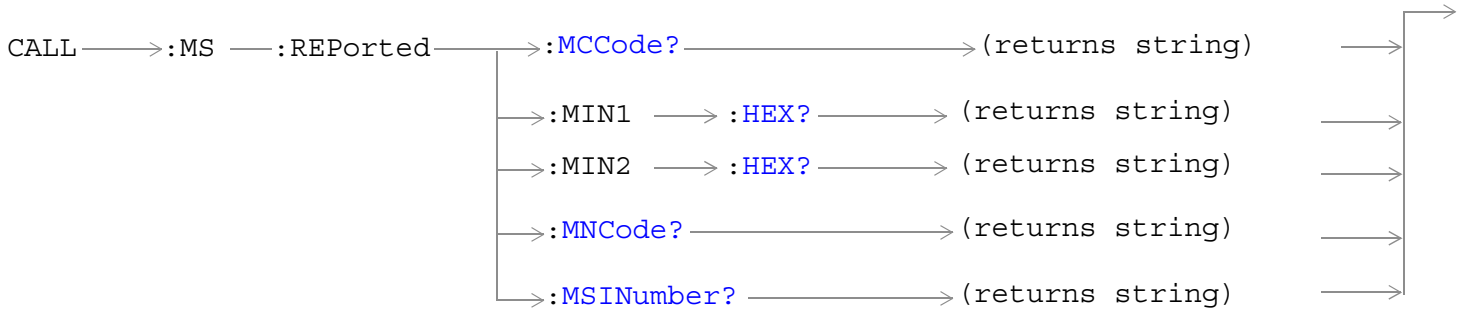 CALL :MS :REPorted :MCCode? (returns string)
:MIN1 :HEX? (returns string)
:MIN2 :HEX? (returns string)
:MNCode? (returns string)
:MSINumber? (returns string)